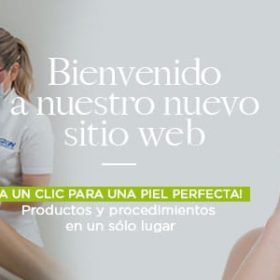 Bienvenido
a nuestro nuevo
sitio web
A UN CLIC PARA UNA PIEL PERFECTA!
Productos y procedimientos
en un sólo lugar